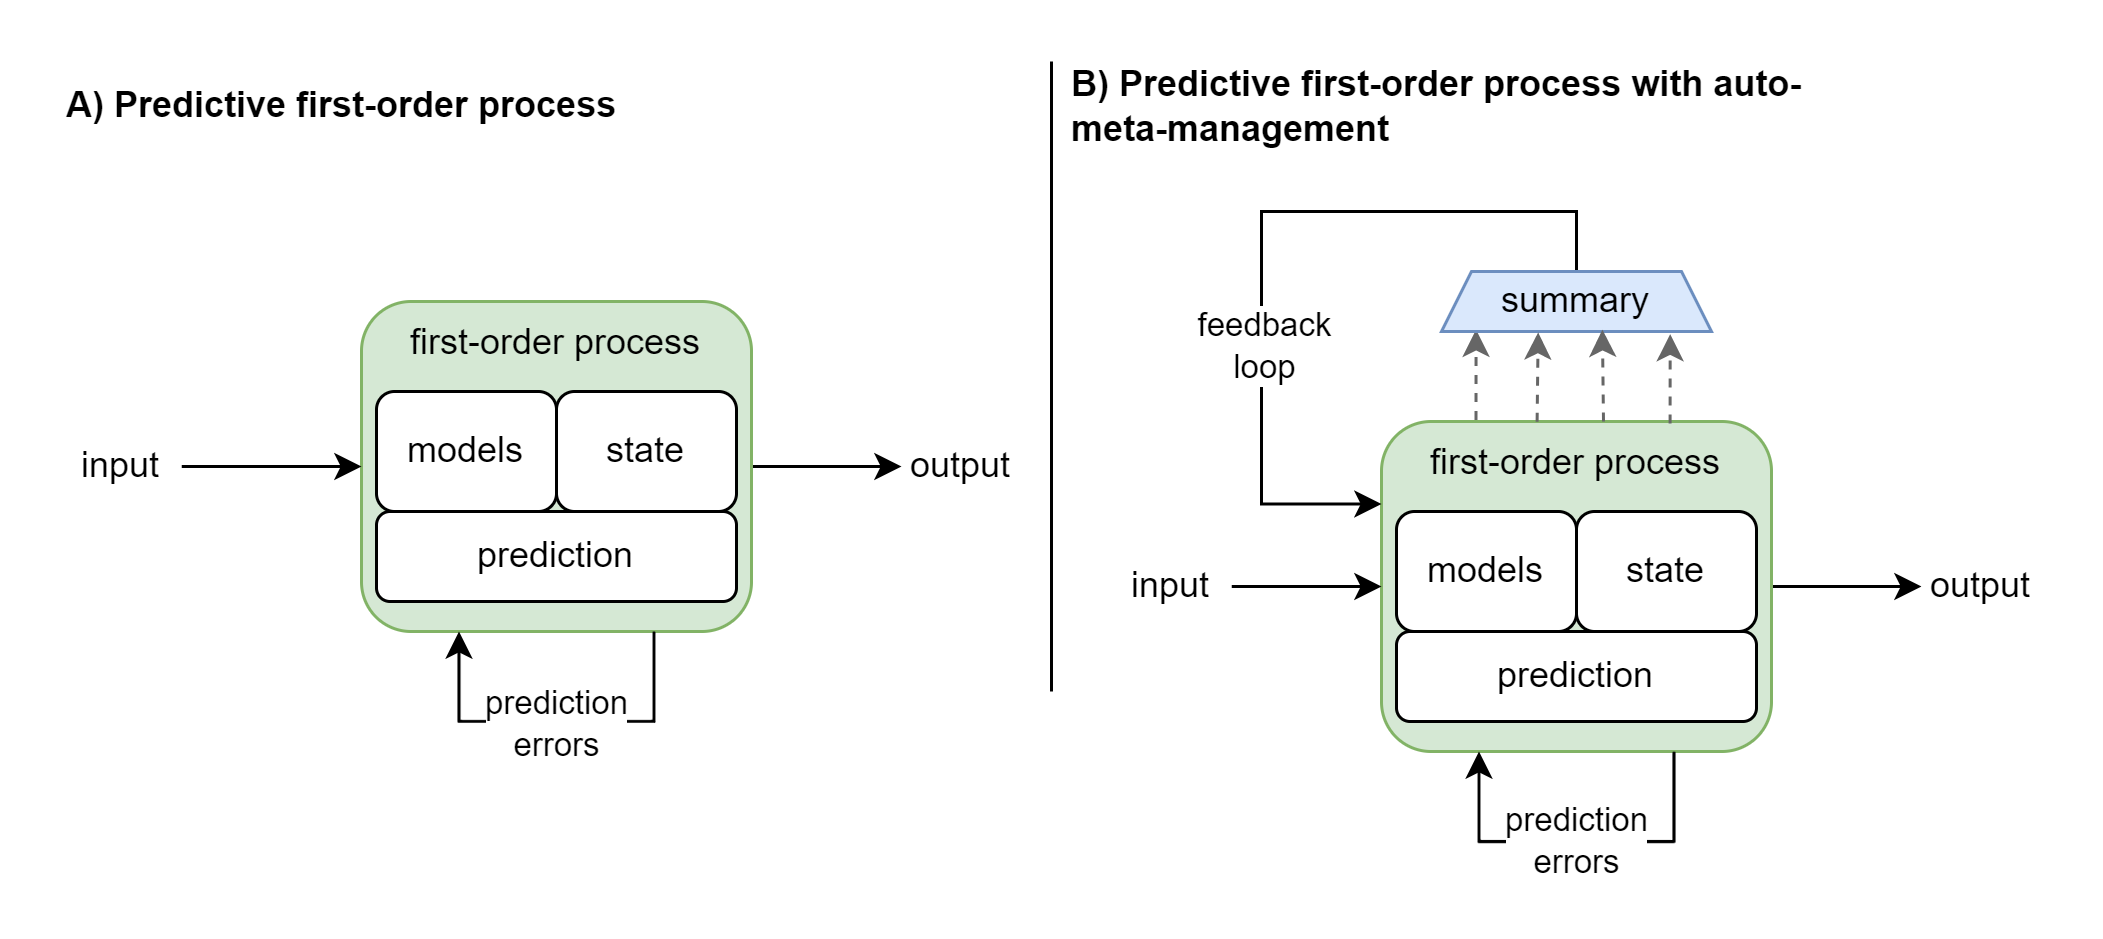 A) Predictive first-order process
first-order process
models
state
input
output
prediction
prediction
errors
B) Predictive first-order process with auto-
meta-management
summary
feedback
loop
first-order process
models
state
input
output
prediction
prediction
errors